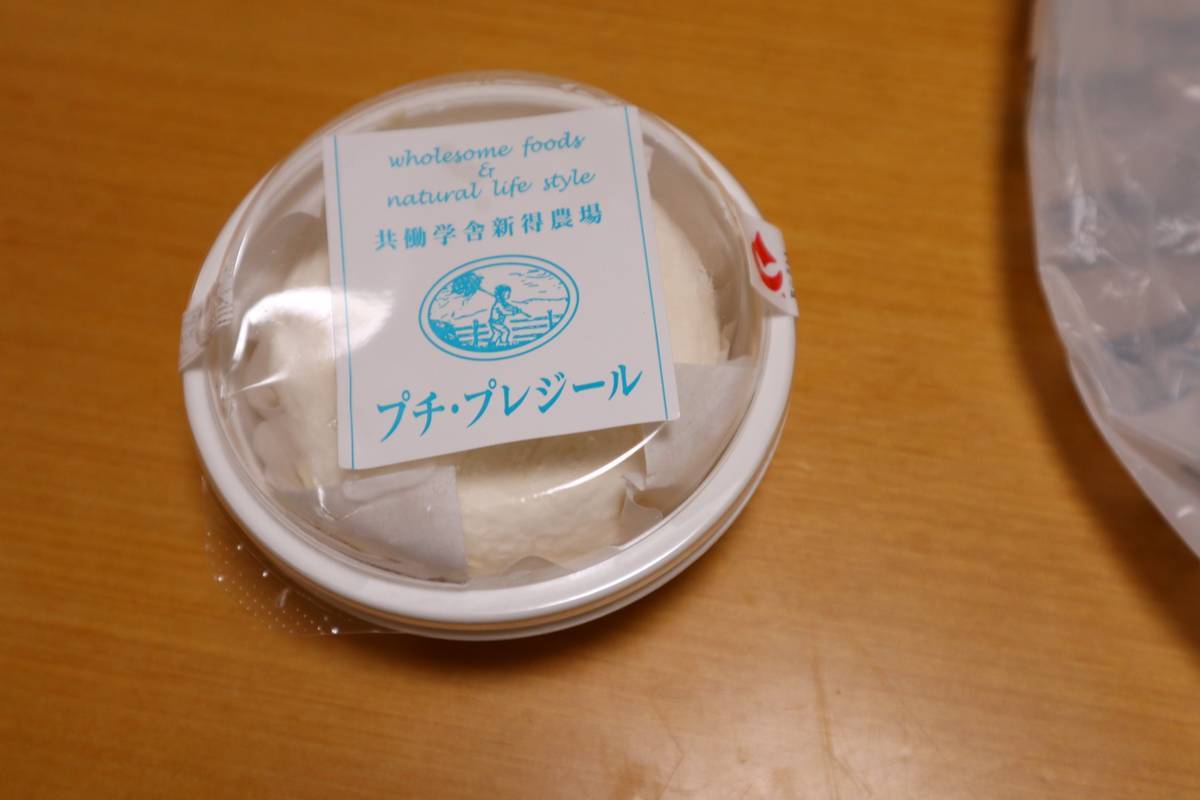 wholesome foods
&
natural life style
共働学舎新得農場
プチ・プレジール